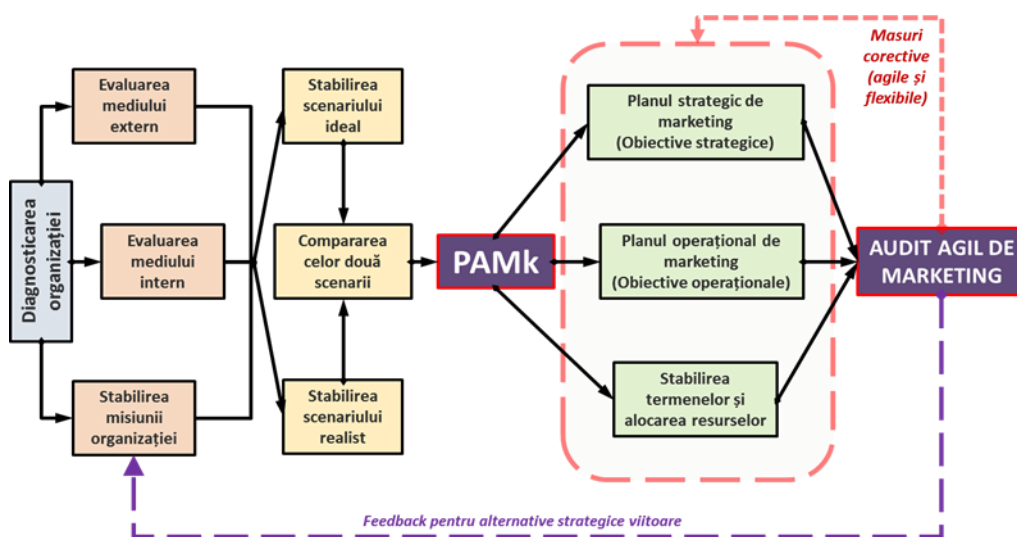 Diagnosticarea
organizației
Evaluarea
mediului
extern
Evaluarea
mediului
intern
Stabilirea
misiunii
organizației
Stabilirea
scenariului
ideal
Compararea
celor două
scenarii
Stabilirea
scenariului
realist
PAMk
Planul strategic de
marketing
(Obiective strategice)
Planul operațional de
marketing
(Obiective operaționale)
Stabilirea
termenelor și
alocarea resurselor
Masuri
corective
(agile și
flexibile)
AUDIT AGIL DE
MARKETING
Feedback pentru alternative strategice viitoare